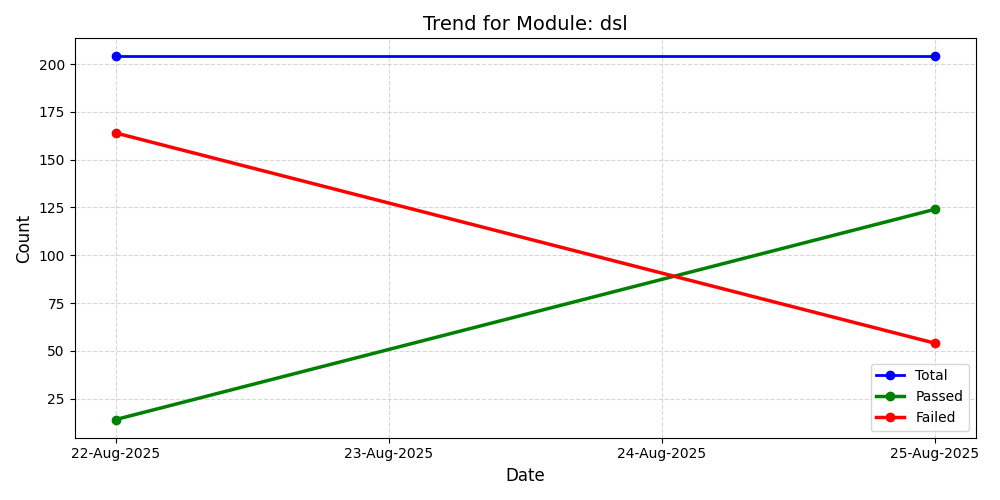 Trend for Module: dsl
Count
200
175
150
125
100
75
50
25
22-Aug-2025
23-Aug-2025
24-Aug-2025
25-Aug-2025
Date
Total
Passed
Failed